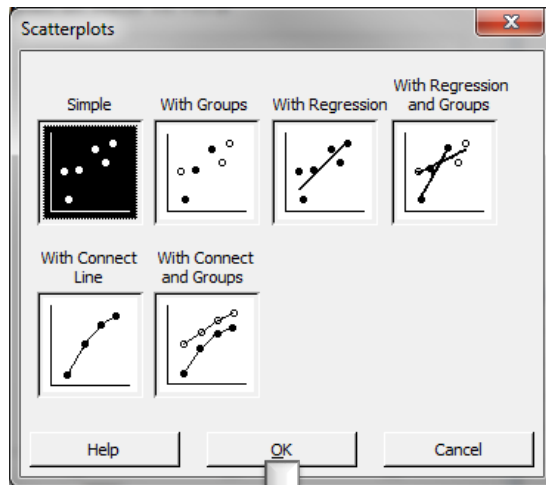 Scatterplots
Simple
With Groups
With Regression
With Regression
and Groups
With Connect
Line
With Connect
and Groups
Help
OK
Cancel